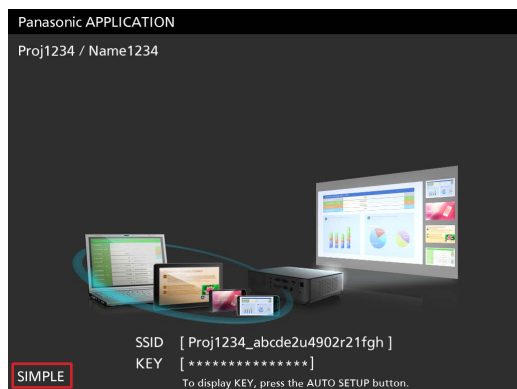 Panasonic APPLICATION
Proj1234 / Name1234
SSID [ Proj1234_abcde2u4902r21fgh ]
KEY [***************]
SIMPLE
To display KEY, press the AUTO SETUP button.